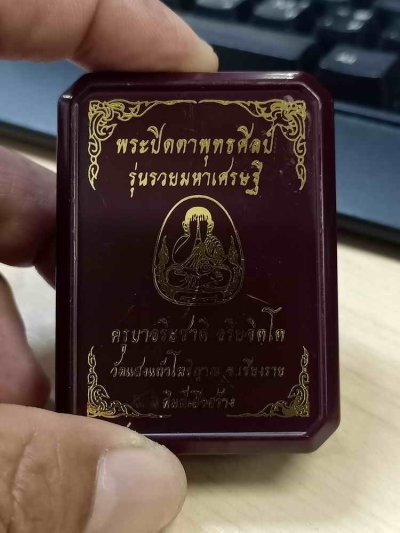 พระปิดตาพุทธศิลป์
รุ่นรวยมหาเศรษฐี
ครูบาอริยชาติ อริยจิตโต
วัดแสงแก้วโพธิญาณ จ.เชียงราย